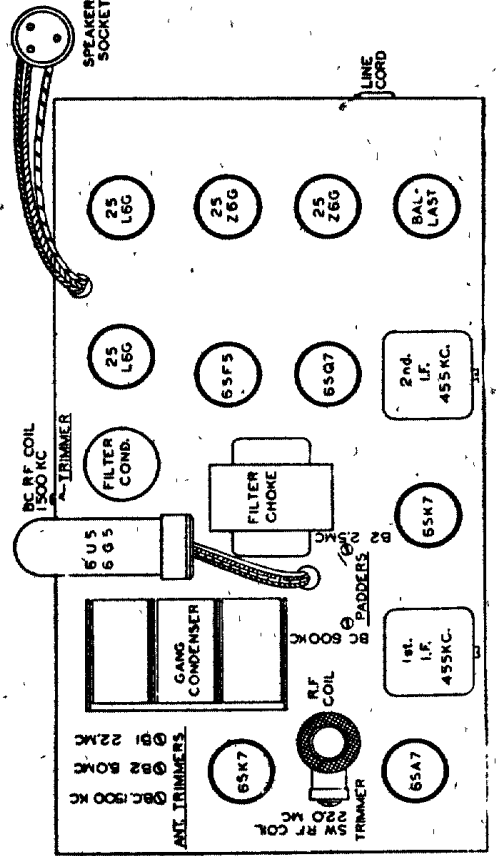 SPEAKER
SOCKET
LINE
CORD
25
L6G
25
Z6G
25
Z6G
BAL-
LAST
25
L6G
6SF5
6SQ7
2nd.
I.F.
455KC.
BC RF COIL
1500 KC
TRIMMER
FILTER
COND.
FILTER
CHOKE
6U5
6G5
6SK7
B2 2.5MC
PADDERS
BC 600KC
GANG
CONDENSER
1st.
I.F.
455KC.
B1 22.MC
B2 8.0MC
BC.1500 KC
ANT. TRIMMERS
6SK7
R.F.
COIL
6SA7
SW RF COIL
22.0 MC
TRIMMER